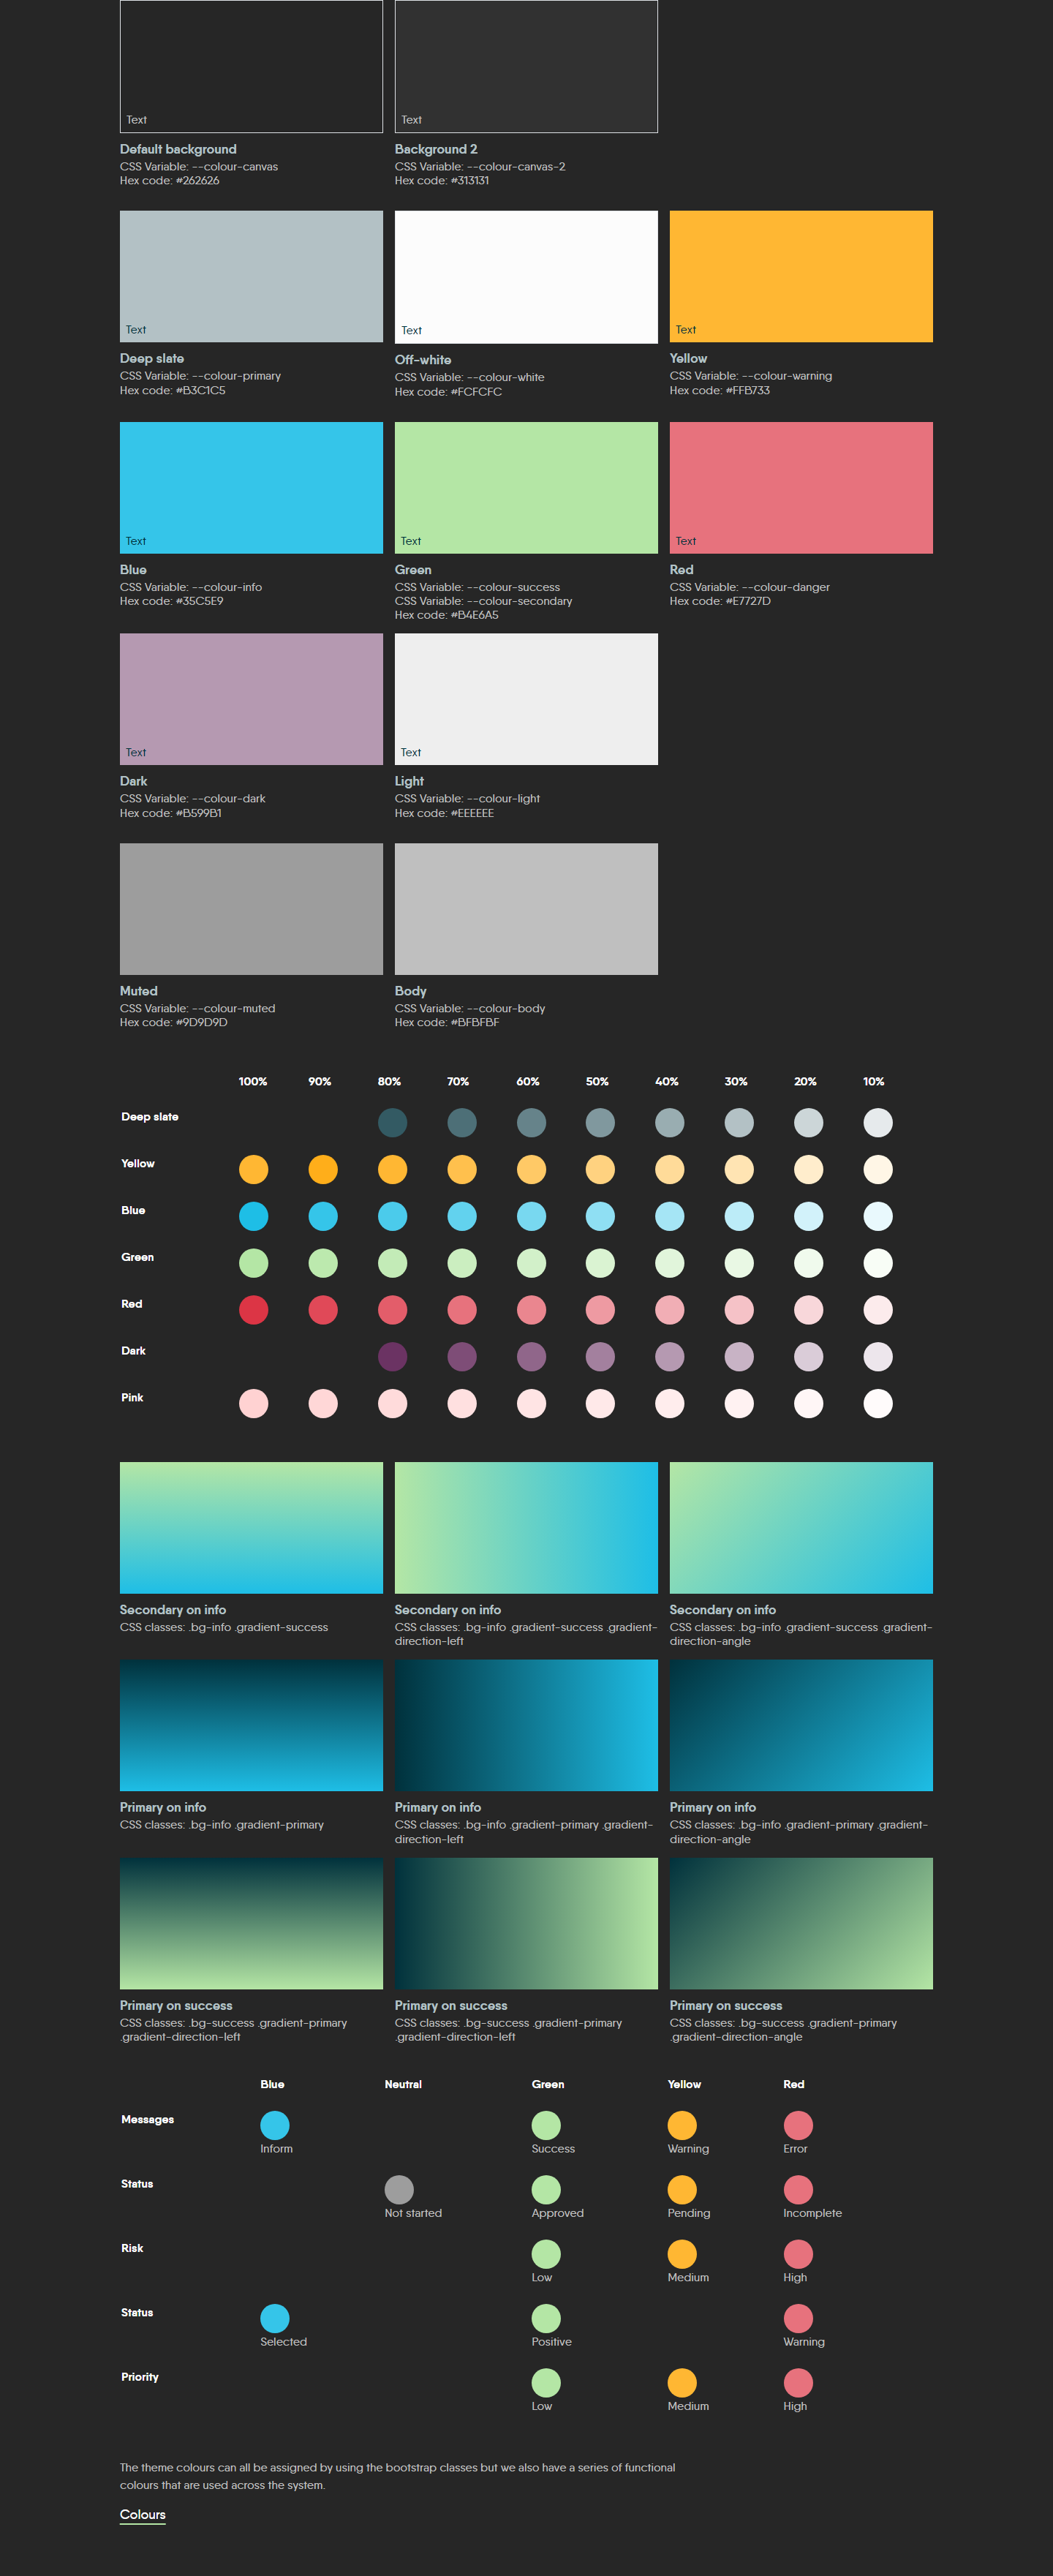 Text
Text
Default background
CSS Variable: --colour-canvas
Hex code: #262626
Background 2
CSS Variable: --colour-canvas-2
Hex code: #313131
Text
Text
Text
Deep slate
CSS Variable: --colour-primary
Hex code: #B3C1C5
Off-white
CSS Variable: --colour-white
Hex code: #FCFCFC
Yellow
CSS Variable: --colour-warning
Hex code: #FFB733
Text
Text
Text
Blue
CSS Variable: --colour-info
Hex code: #35C5E9
Green
CSS Variable: --colour-success
CSS Variable: --colour-secondary
Hex code: #B4E6A5
Red
CSS Variable: --colour-danger
Hex code: #E7727D
Text
Text
Dark
CSS Variable: --colour-dark
Hex code: #B599B1
Light
CSS Variable: --colour-light
Hex code: #EEEEEE
Muted
CSS Variable: --colour-muted
Hex code: #9D9D9D
Body
CSS Variable: --colour-body
Hex code: #BFBFBF
100% 90% 80% 70% 60% 50% 40% 30% 20% 10%
Deep slate
Yellow
Blue
Green
Red
Dark
Pink
Secondary on info
CSS classes: .bg-info .gradient-success
Secondary on info
CSS classes: .bg-info .gradient-success .gradient-
direction-left
Secondary on info
CSS classes: .bg-info .gradient-success .gradient-
direction-angle
Primary on info
CSS classes: .bg-info .gradient-primary
Primary on info
CSS classes: .bg-info .gradient-primary .gradient-
direction-left
Primary on info
CSS classes: .bg-info .gradient-primary .gradient-
direction-angle
Primary on success
CSS classes: .bg-success .gradient-primary
.gradient-direction-left
Primary on success
CSS classes: .bg-success .gradient-primary
.gradient-direction-left
Primary on success
CSS classes: .bg-success .gradient-primary
.gradient-direction-angle
Blue Neutral Green Yellow Red
Messages
Inform Success Warning Error
Status
Not started Approved Pending Incomplete
Risk
Low Medium High
Status
Selected Positive Warning
Priority
Low Medium High
The theme colours can all be assigned by using the bootstrap classes but we also have a series of functional
colours that are used across the system.
Colours